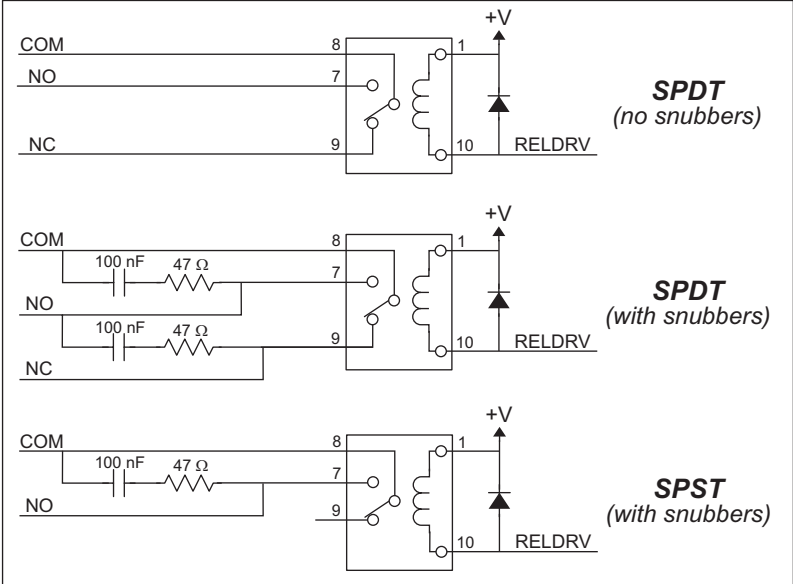 +V
COM
8
1
NO
7
SPDT
(no snubbers)
NC
9
10
RELDRV
+V
COM
8
1
100 nF
47 Ω
7
NO
SPDT
(with snubbers)
100 nF
47 Ω
9
10
RELDRV
NC
+V
COM
8
1
100 nF
47 Ω
7
NO
9
SPST
(with snubbers)
10
RELDRV